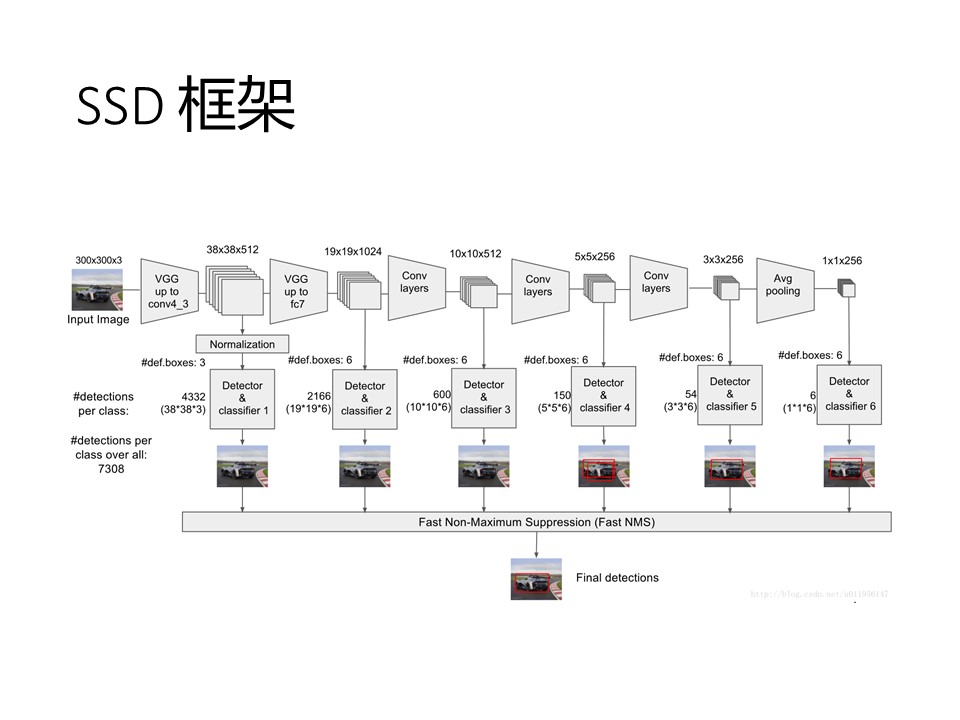 SSD 框架
300x300x3
Input Image
VGG
up to
conv4_3
38x38x512
VGG
up to
fc7
19x19x1024
Conv
layers
10x10x512
Conv
layers
5x5x256
Conv
layers
3x3x256
Avg
pooling
1x1x256
Normalization
#def.boxes: 3
#def.boxes: 6
#def.boxes: 6
#def.boxes: 6
#def.boxes: 6
#def.boxes: 6
#detections
per class:
4332
(38*38*3)
Detector
&
classifier 1
2166
(19*19*6)
Detector
&
classifier 2
600
(10*10*6)
Detector
&
classifier 3
150
(5*5*6)
Detector
&
classifier 4
54
(3*3*6)
Detector
&
classifier 5
6
(1*1*6)
Detector
&
classifier 6
#detections per
class over all:
7308
Fast Non-Maximum Suppression (Fast NMS)
Final detections